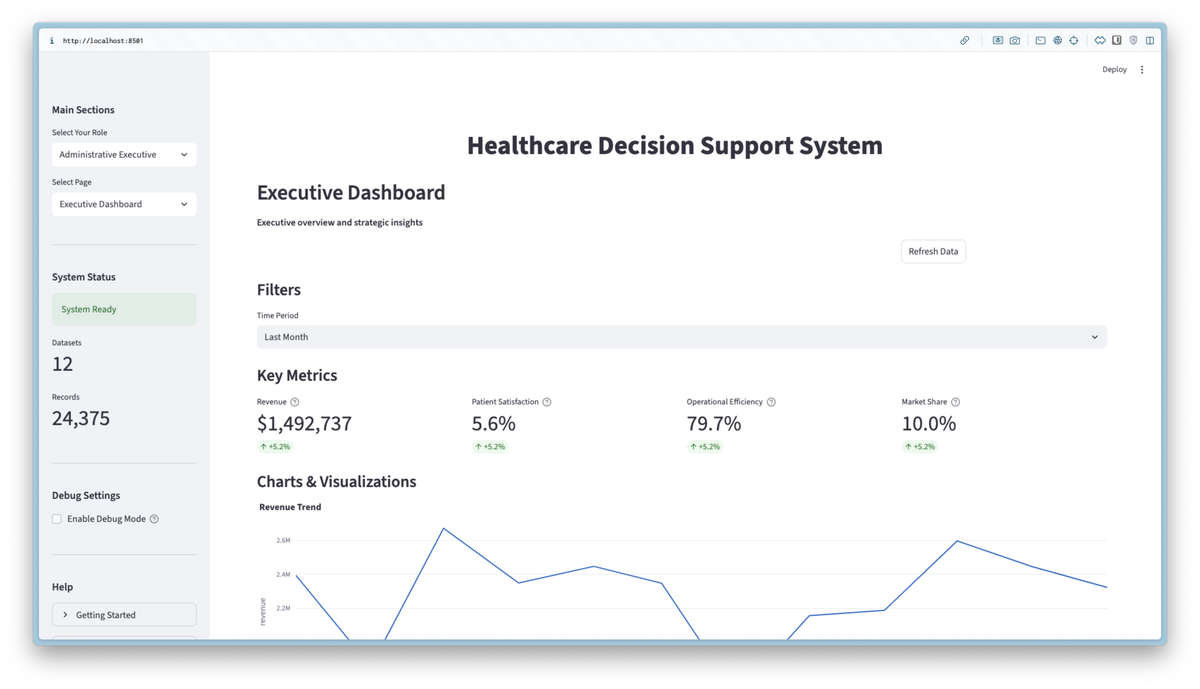 http://localhost:8501
Deploy
Main Sections
Select Your Role
Administrative Executive
Select Page
Executive Dashboard
System Status
System Ready
Datasets
12
Records
24,375
Debug Settings
Enable Debug Mode
Help
Getting Started
Healthcare Decision Support System
Executive Dashboard
Executive overview and strategic insights
Refresh Data
Filters
Time Period
Last Month
Key Metrics
Revenue
$1,492,737
↑ +5.2%
Patient Satisfaction
5.6%
↑ +5.2%
Operational Efficiency
79.7%
↑ +5.2%
Market Share
10.0%
↑ +5.2%
Charts & Visualizations
Revenue Trend
2.6M
2.4M
2.2M
revenue